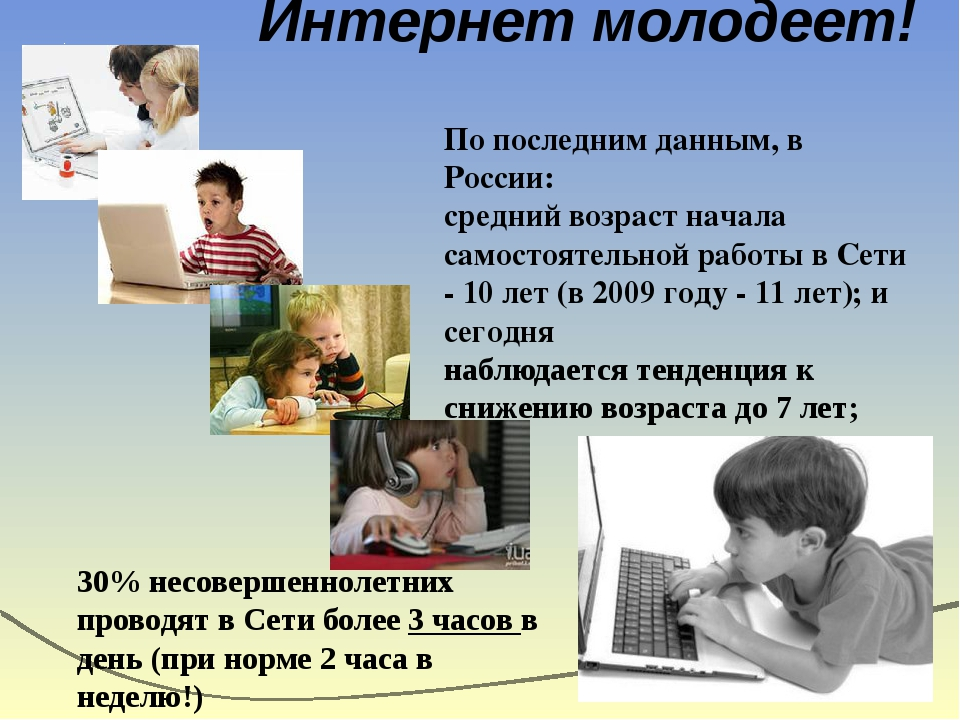 Интернет молодеет!
По последним данным, в
России:
средний возраст начала
самостоятельной работы в Сети
- 10 лет (в 2009 году - 11 лет); и
сегодня
наблюдается тенденция к
снижению возраста до 7 лет;
30% несовершеннолетних
проводят в Сети более 3 часов в
день (при норме 2 часа в
неделю!)